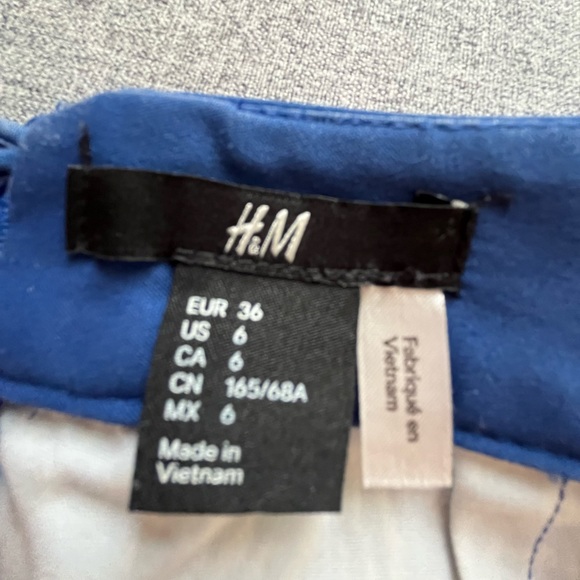 H&M
EUR 36
US 6
CA 6
CN 165/68A
MX 6
Made in
Vietnam
Fabriqué en
Vietnam